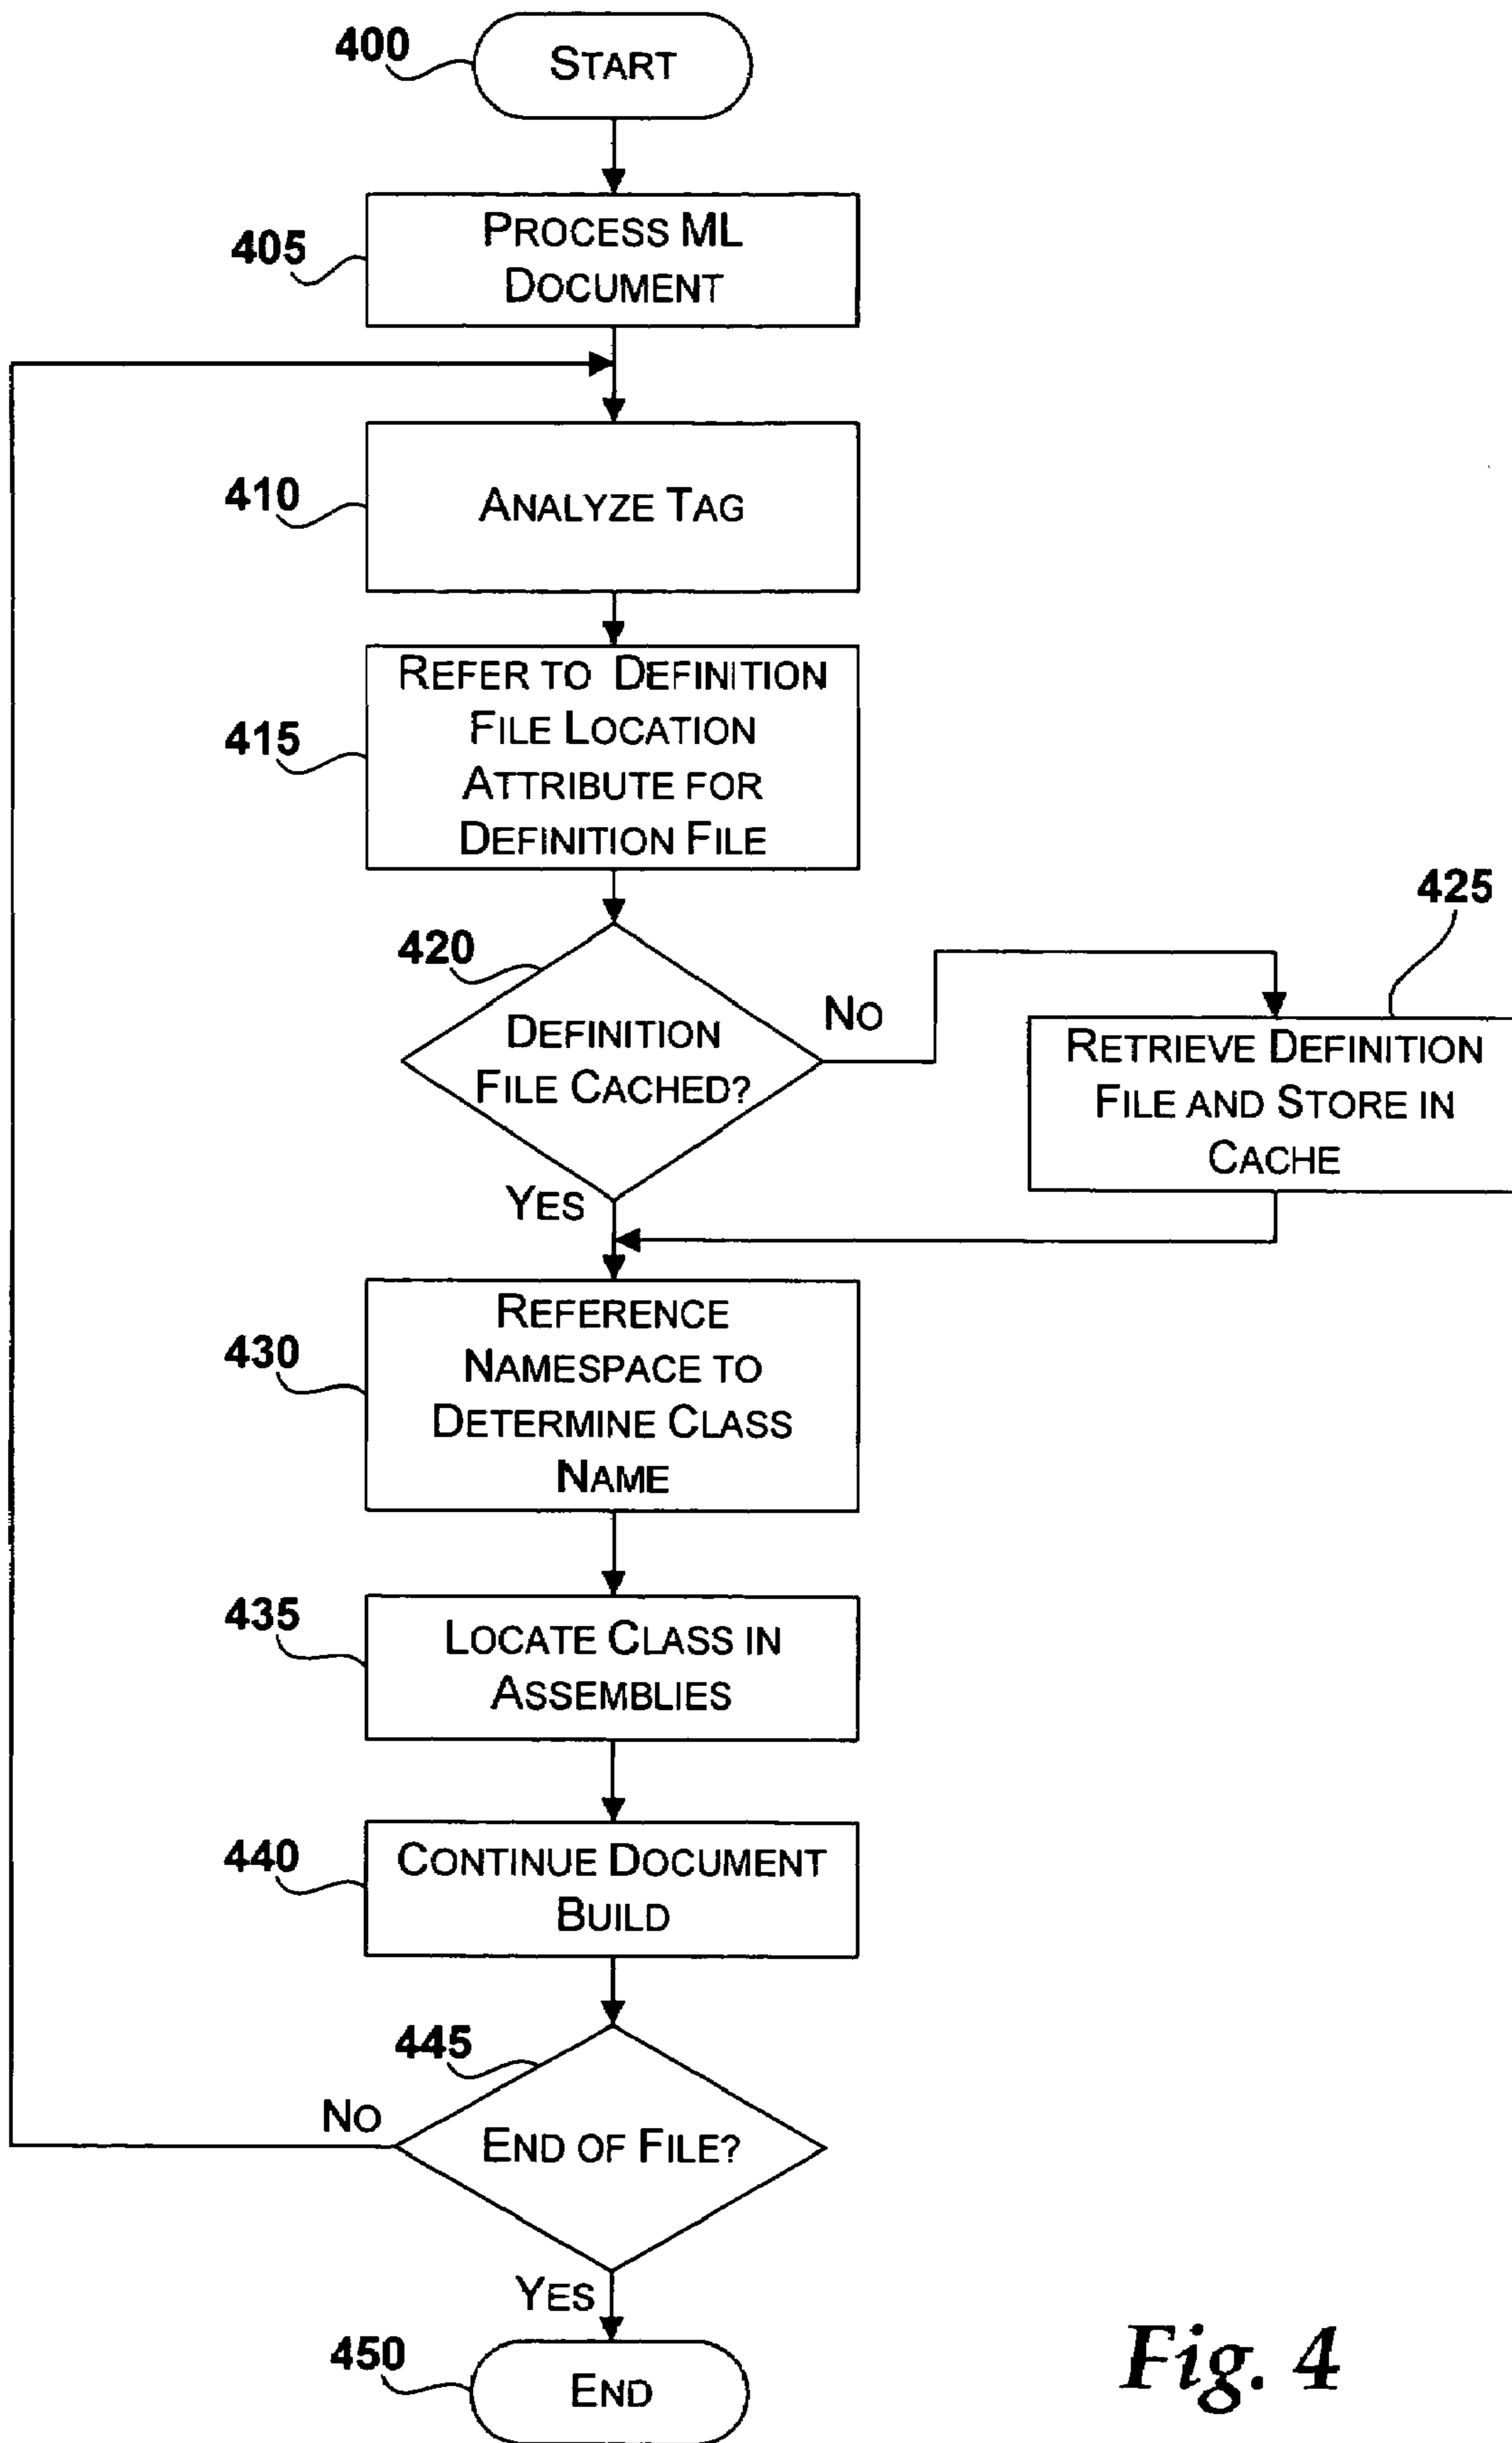 400
START
405
PROCESS ML
DOCUMENT
410
ANALYZE TAG
415
REFER TO DEFINITION
FILE LOCATION
ATTRIBUTE FOR
DEFINITION FILE
420
DEFINITION
FILE CACHED?
NO
YES
425
RETRIEVE DEFINITION
FILE AND STORE IN
CACHE
430
REFERENCE
NAMESPACE TO
DETERMINE CLASS
NAME
435
LOCATE CLASS IN
ASSEMBLIES
440
CONTINUE DOCUMENT
BUILD
445
END OF FILE?
NO
YES
450
END
Fig. 4